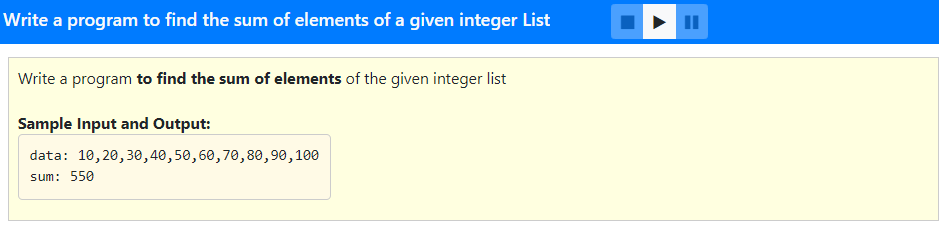 Write a program to find the sum of elements of a given integer List
Write a program to find the sum of elements of the given integer list
Sample Input and Output:
data: 10,20,30,40,50,60,70,80,90,100
sum: 550